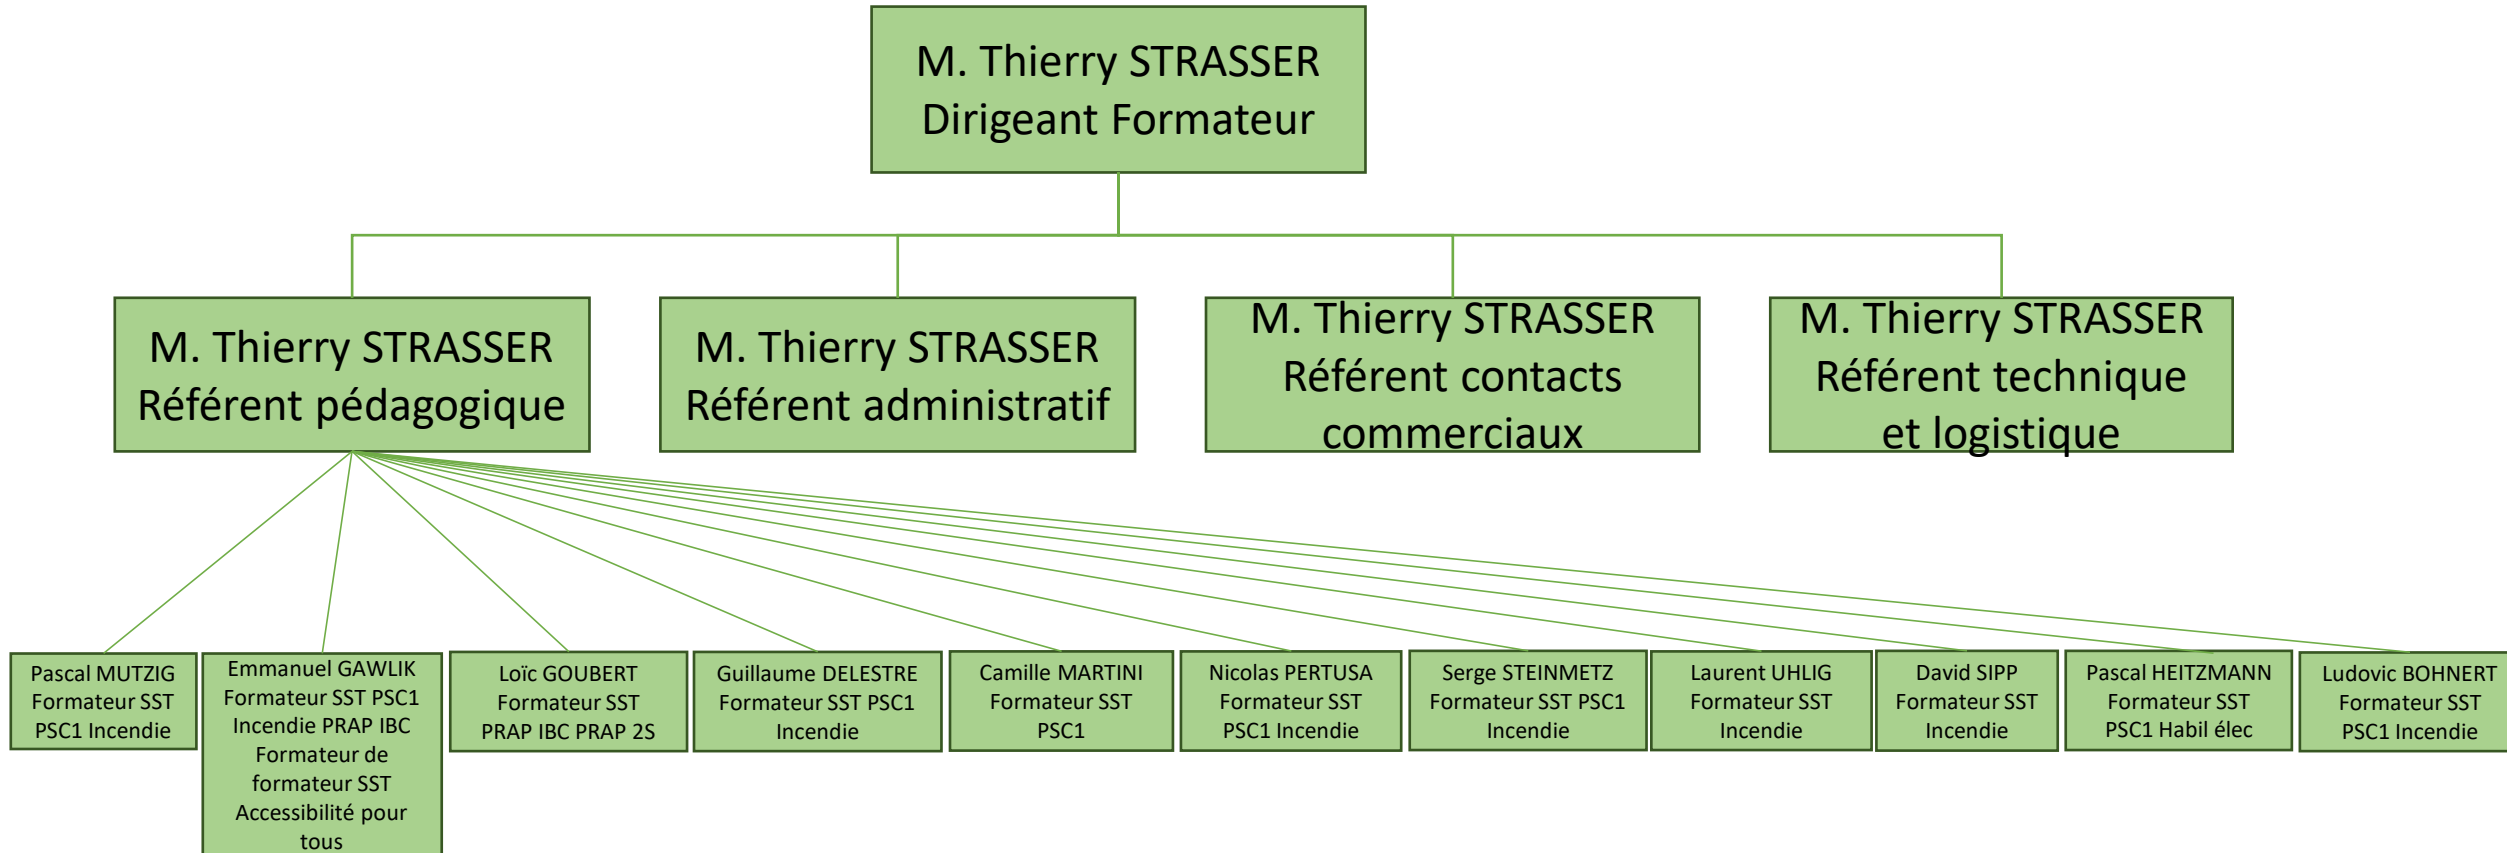 M. Thierry STRASSER
Dirigeant Formateur
M. Thierry STRASSER
Référent pédagogique
M. Thierry STRASSER
Référent administratif
M. Thierry STRASSER
Référent contacts
commerciaux
M. Thierry STRASSER
Référent technique
et logistique
Pascal MUTZIG
Formateur SST
PSC1 Incendie
Emmanuel GAWLIK
Formateur SST PSC1
Incendie PRAP IBC
Formateur de
formateur SST
Accessibilité pour
tous
Loïc GOUBERT
Formateur SST
PRAP IBC PRAP 2S
Guillaume DELESTRE
Formateur SST PSC1
Incendie
Camille MARTINI
Formateur SST
PSC1
Nicolas PERTUSA
Formateur SST
PSC1 Incendie
Serge STEINMETZ
Formateur SST PSC1
Incendie
Laurent UHLIG
Formateur SST
Incendie
David SIPP
Formateur SST
Incendie
Pascal HEITZMANN
Formateur SST
PSC1 Habil élec
Ludovic BOHNERT
Formateur SST
PSC1 Incendie